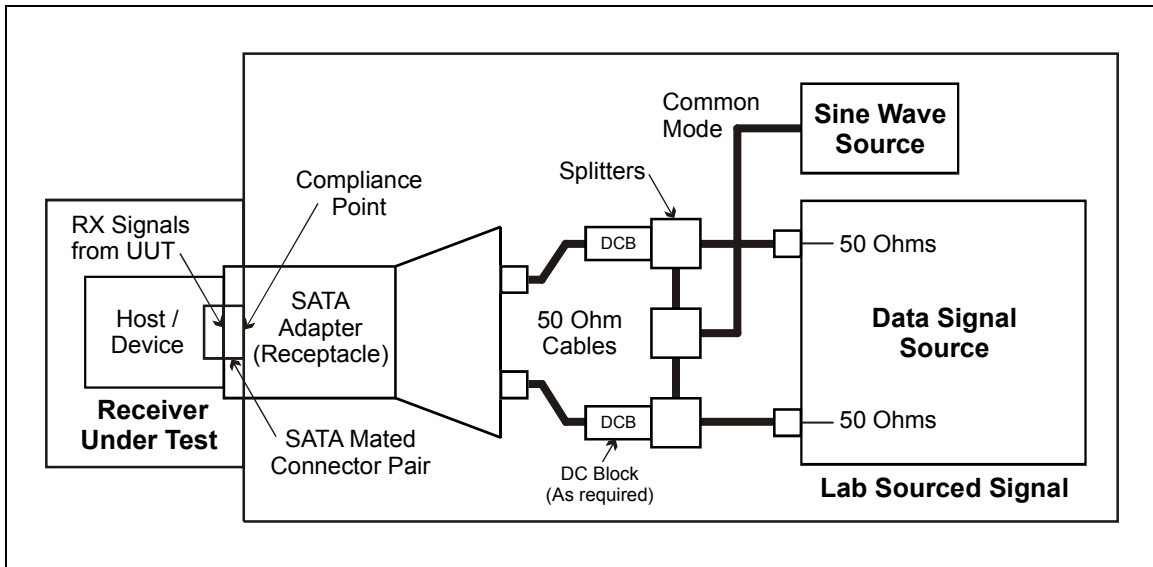 Common
Mode
Sine Wave
Source
Splitters
Compliance
Point
RX Signals
from UUT
DCB
50 Ohms
Host /
Device
SATA
Adapter
(Receptacle)
50 Ohm
Cables
Data Signal
Source
Receiver
Under Test
SATA Mated
Connector Pair
DCB
50 Ohms
DC Block
(As required)
Lab Sourced Signal